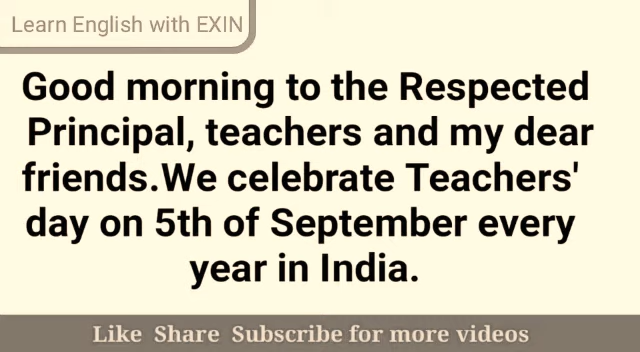 Learn English with EXIN
Good morning to the Respected
Principal, teachers and my dear
friends.We celebrate Teachers'
day on 5th of September every
year in India.
Like Share Subscribe for more videos